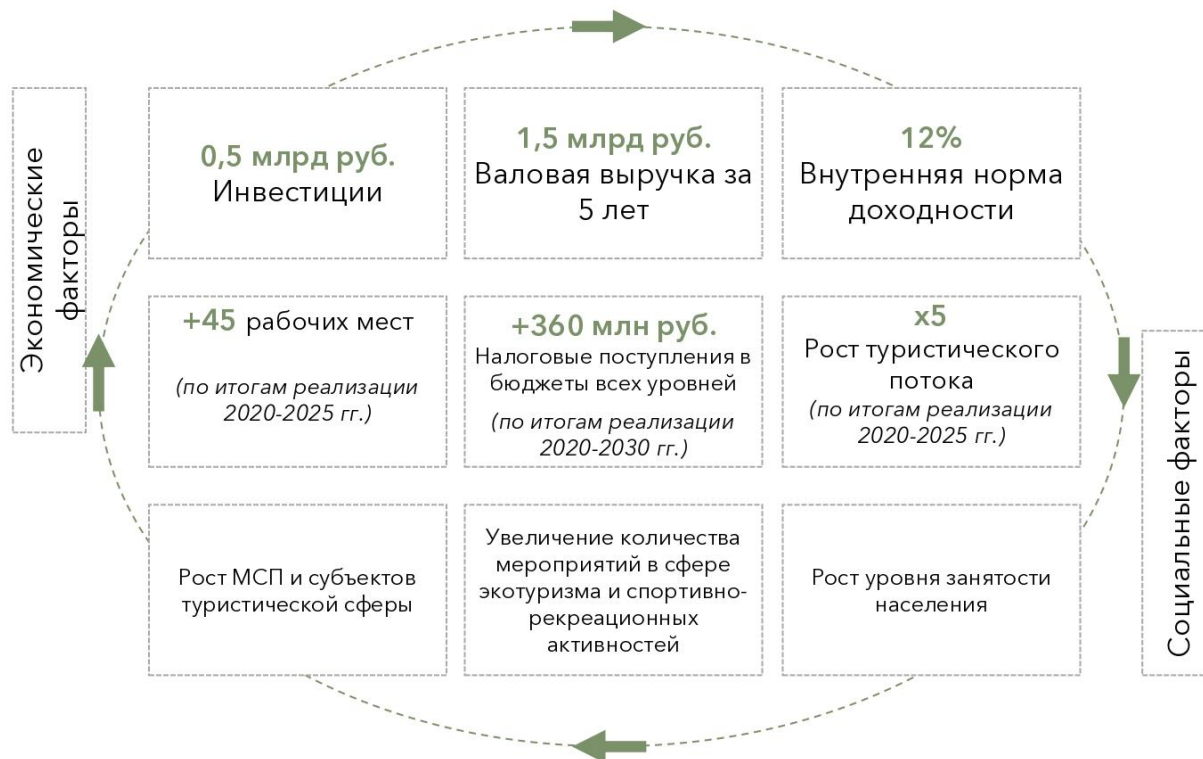 Экономические
факторы
0,5 млрд руб.
Инвестиции
1,5 млрд руб.
Валовая выручка за
5 лет
12%
Внутренняя норма
доходности
+45 рабочих мест
(по итогам реализации
2020-2025 гг.)
+360 млн руб.
Налоговые поступления в
бюджеты всех уровней
(по итогам реализации
2020-2030 гг.)
x5
Рост туристического
потока
(по итогам реализации
2020-2025 гг.)
Рост МСП и субъектов
туристической сферы
Увеличение количества
мероприятий в сфере
экотуризма и спортивно-
рекреационных
активностей
Рост уровня занятости
населения
Социальные факторы